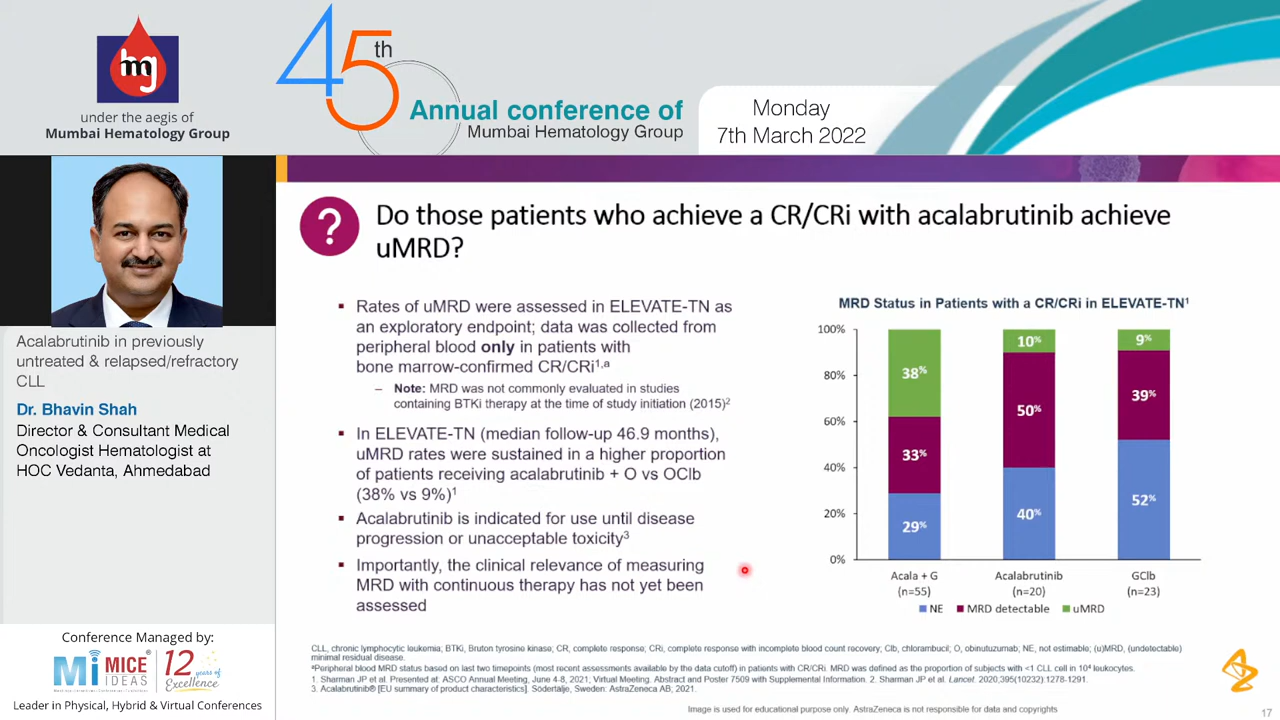 hmg
under the aegis of
Mumbai Hematology Group
45th
Annual conference of
Mumbai Hematology Group
Monday
7th March 2022
Acalabrutinib in previously
untreated & relapsed/refractory
CLL
Dr. Bhavin Shah
Director & Consultant Medical
Oncologist Hematologist at
HOC Vedanta, Ahmedabad
Conference Managed by:
Mi MICE IDEAS
12 years of Excellence
Leader in Physical, Hybrid & Virtual Conferences
?
Do those patients who achieve a CR/CRi with acalabrutinib achieve
uMRD?
▪ Rates of uMRD were assessed in ELEVATE-TN as
an exploratory endpoint; data was collected from
peripheral blood only in patients with
bone marrow-confirmed CR/CRi¹,ᵃ
– Note: MRD was not commonly evaluated in studies
containing BTKi therapy at the time of study initiation (2015)²
▪ In ELEVATE-TN (median follow-up 46.9 months),
uMRD rates were sustained in a higher proportion
of patients receiving acalabrutinib + O vs OClb
(38% vs 9%)¹
▪ Acalabrutinib is indicated for use until disease
progression or unacceptable toxicity³
▪ Importantly, the clinical relevance of measuring
MRD with continuous therapy has not yet been
assessed
MRD Status in Patients with a CR/CRi in ELEVATE-TN¹
100%
80%
60%
40%
20%
0%
38%
33%
29%
10%
50%
40%
9%
39%
52%
Acala + G
(n=55)
Acalabrutinib
(n=20)
GClb
(n=23)
NE MRD detectable uMRD
CLL, chronic lymphocytic leukemia; BTKi, Bruton tyrosine kinase; CR, complete response; CRi, complete response with incomplete blood count recovery; Clb, chlorambucil; O, obinutuzumab; NE, not estimable; (u)MRD, (undetectable)
minimal residual disease.
ᵃPeripheral blood MRD status based on last two timepoints (most recent assessments available by the data cutoff) in patients with CR/CRi. MRD was defined as the proportion of subjects with <1 CLL cell in 10⁴ leukocytes.
1. Sharman JP et al. Presented at: ASCO Annual Meeting, June 4-8, 2021; Virtual Meeting. Abstract and Poster 7509 with Supplemental Information. 2. Sharman JP et al. Lancet. 2020;395(10232):1278-1291.
3. Acalabrutinib® [EU summary of product characteristics]. Södertälje, Sweden: AstraZeneca AB; 2021.
Image is used for educational purpose only. AstraZeneca is not responsible for data and copyrights
17